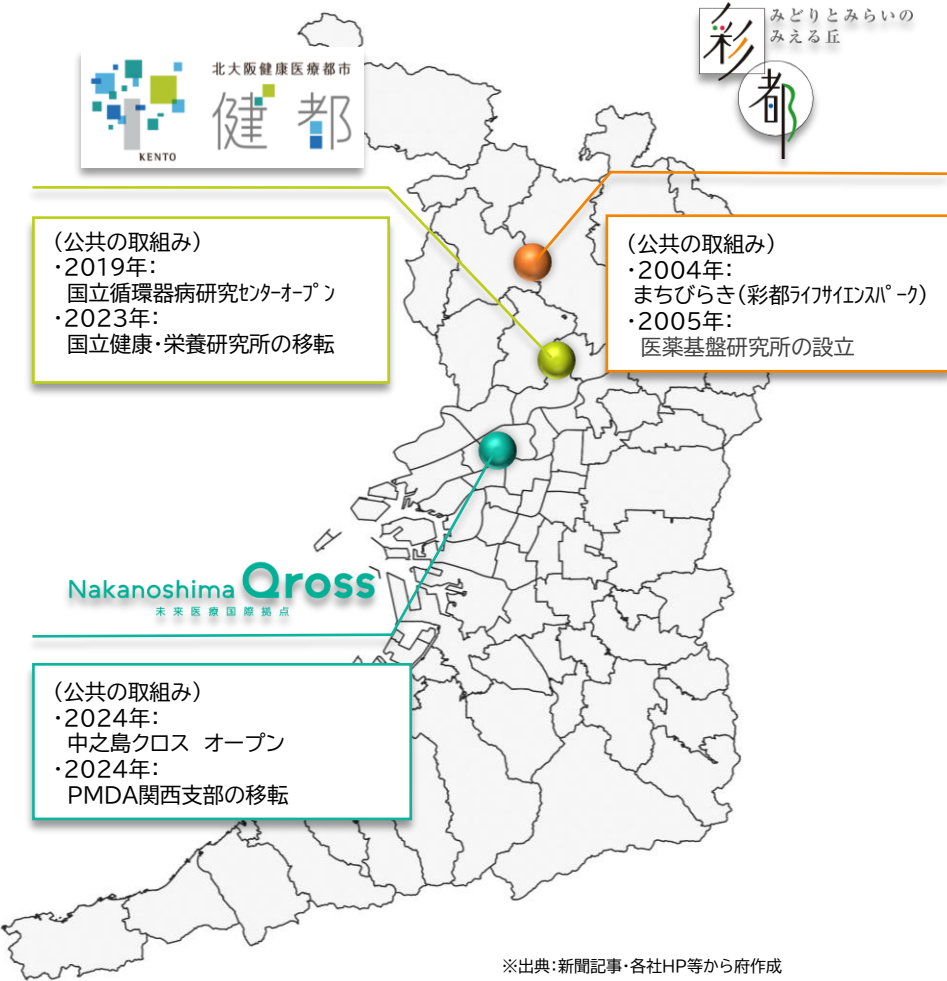 北大阪健康医療都市
健都
KENTO
彩都
みどりとみらいの
みえる丘
（公共の取組み）
・2019年：
国立循環器病研究ｾﾝﾀｰｵｰﾌﾟﾝ
・2023年：
国立健康・栄養研究所の移転
（公共の取組み）
・2004年：
まちびらき（彩都ﾗｲﾌｻｲｴﾝｽﾊﾟｰｸ）
・2005年：
医薬基盤研究所の設立
Nakanoshima Qross
未来医療国際拠点
（公共の取組み）
・2024年：
中之島クロス　オープン
・2024年：
PMDA関西支部の移転
※出典：新聞記事・各社HP等から府作成